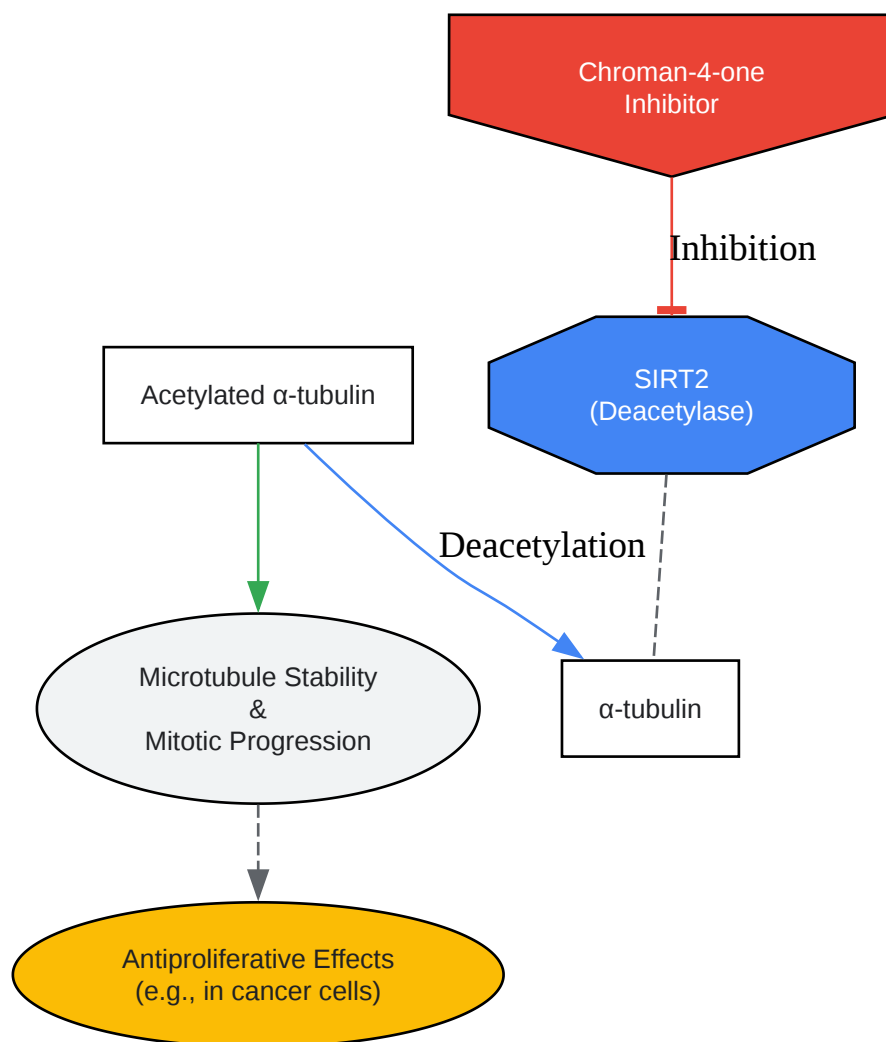 Chroman-4-one
Inhibitor
Inhibition
SIRT2
(Deacetylase)
Acetylated α-tubulin
Deacetylation
Microtubule Stability
&
Mitotic Progression
α-tubulin
Antiproliferative Effects
(e.g., in cancer cells)